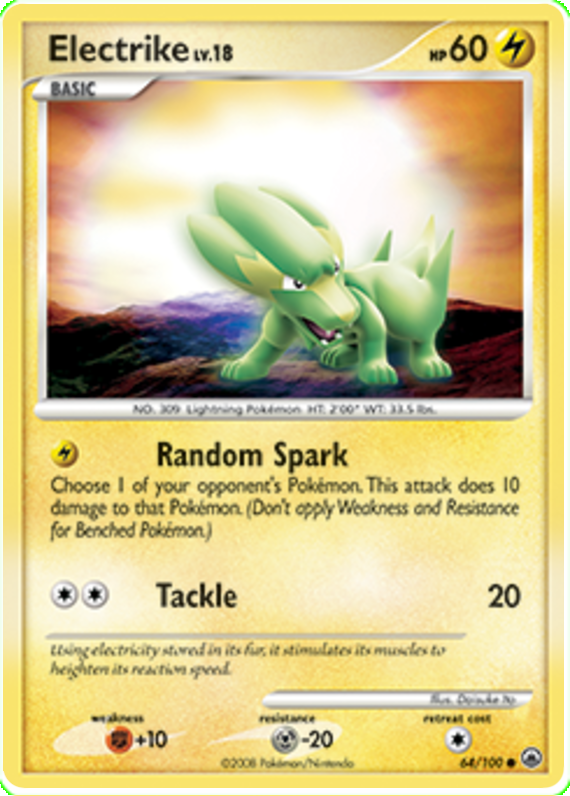 Electrike LV.18 HP 60
BASIC
NO. 309 Lightning Pokémon HT: 2'00" WT: 33.5 lbs.
Random Spark
Choose 1 of your opponent's Pokémon. This attack does 10
damage to that Pokémon. (Don't apply Weakness and Resistance
for Benched Pokémon.)
Tackle 20
Using electricity stored in its fur, it stimulates its muscles to
heighten its reaction speed.
Illus. Daisuke Ito
weakness resistance retreat cost
+10 -20
©2008 Pokémon/Nintendo 64/100